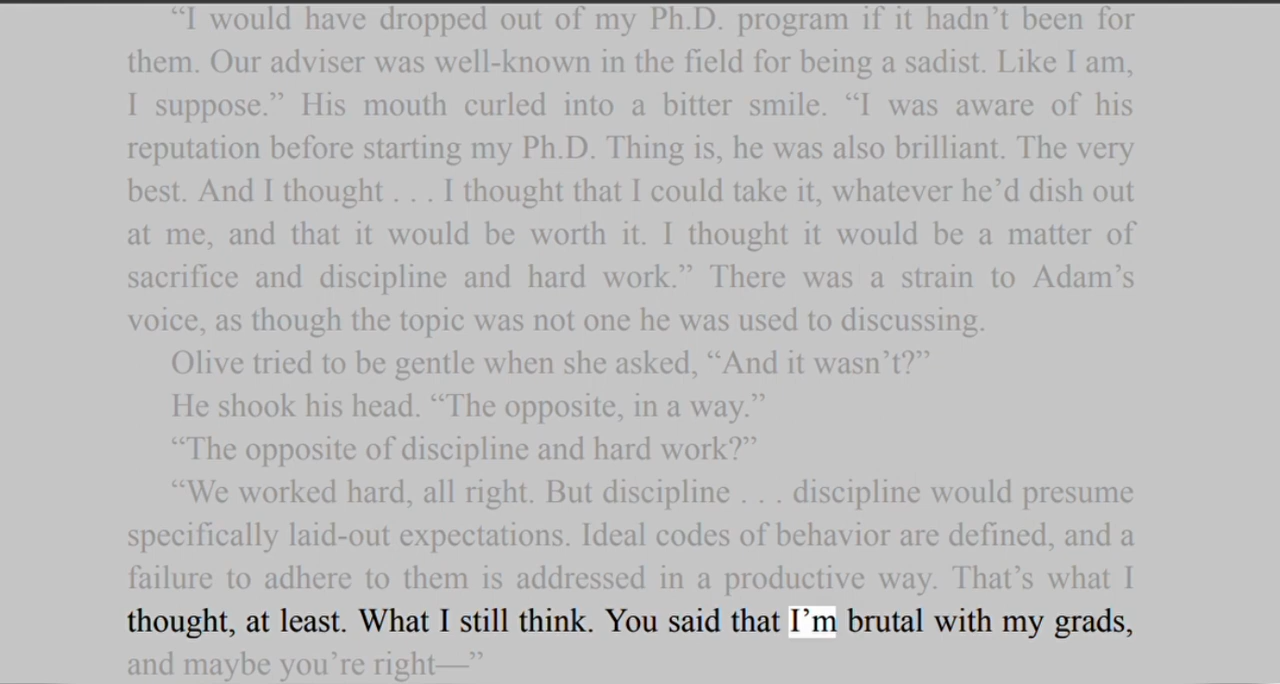 “I would have dropped out of my Ph.D. program if it hadn’t been for
them. Our adviser was well-known in the field for being a sadist. Like I am,
I suppose.” His mouth curled into a bitter smile. “I was aware of his
reputation before starting my Ph.D. Thing is, he was also brilliant. The very
best. And I thought . . . I thought that I could take it, whatever he’d dish out
at me, and that it would be worth it. I thought it would be a matter of
sacrifice and discipline and hard work.” There was a strain to Adam’s
voice, as though the topic was not one he was used to discussing.
Olive tried to be gentle when she asked, “And it wasn’t?”
He shook his head. “The opposite, in a way.”
“The opposite of discipline and hard work?”
“We worked hard, all right. But discipline . . . discipline would presume
specifically laid-out expectations. Ideal codes of behavior are defined, and a
failure to adhere to them is addressed in a productive way. That’s what I
thought, at least. What I still think. You said that I’m brutal with my grads,
and maybe you’re right—”